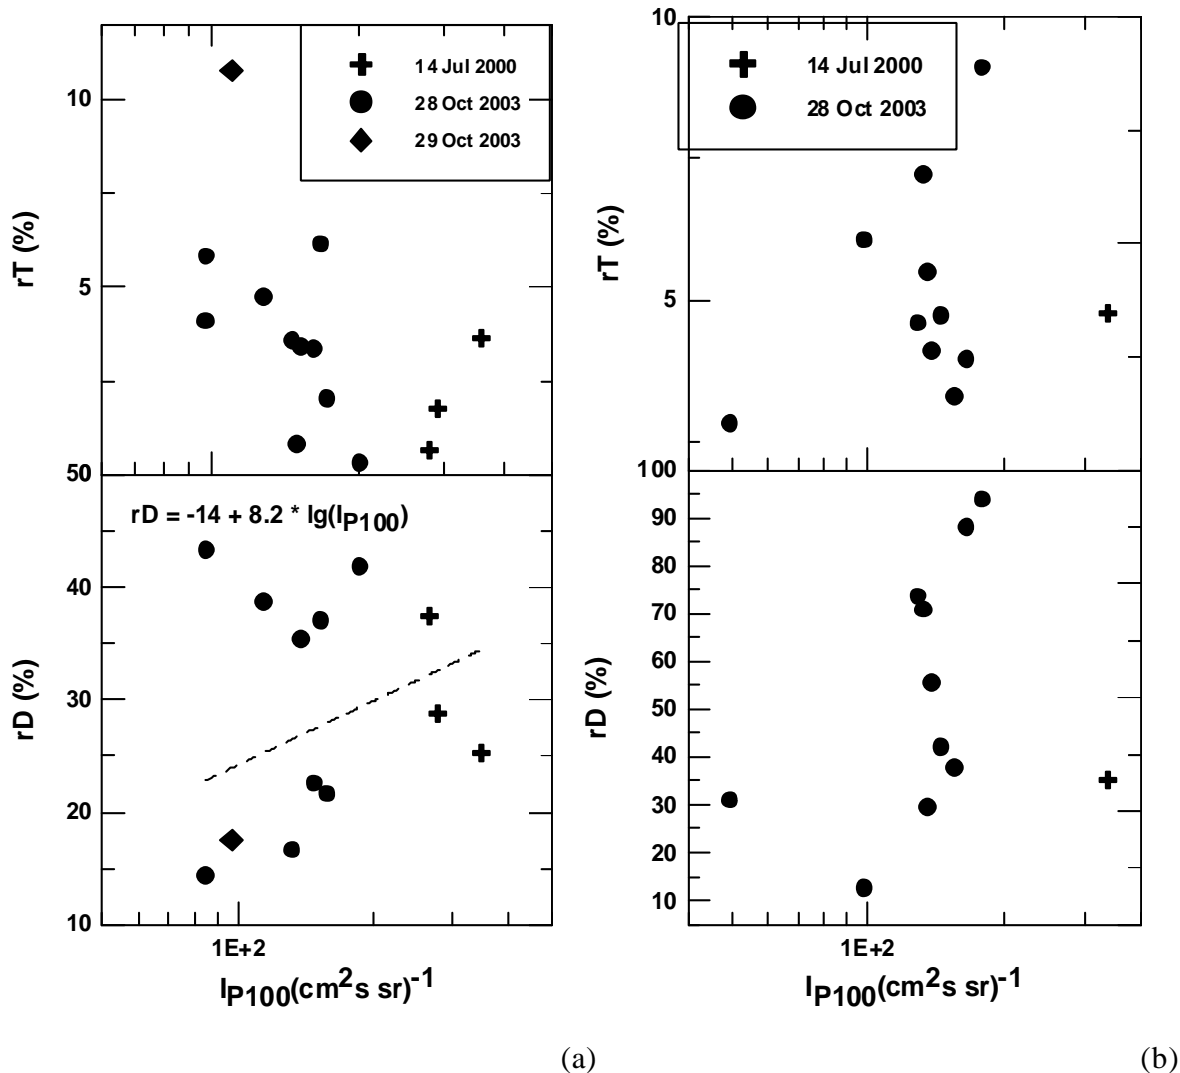 14 Jul 2000
28 Oct 2003
29 Oct 2003
10
5
rT (%)
50
rD = -14 + 8.2 * lg(IP100)
40
30
20
10
rD (%)
1E+2
IP100(cm2s sr)-1
(a)
10
14 Jul 2000
28 Oct 2003
5
rT (%)
100
90
80
70
60
50
40
30
20
10
rD (%)
1E+2
IP100(cm2s sr)-1
(b)